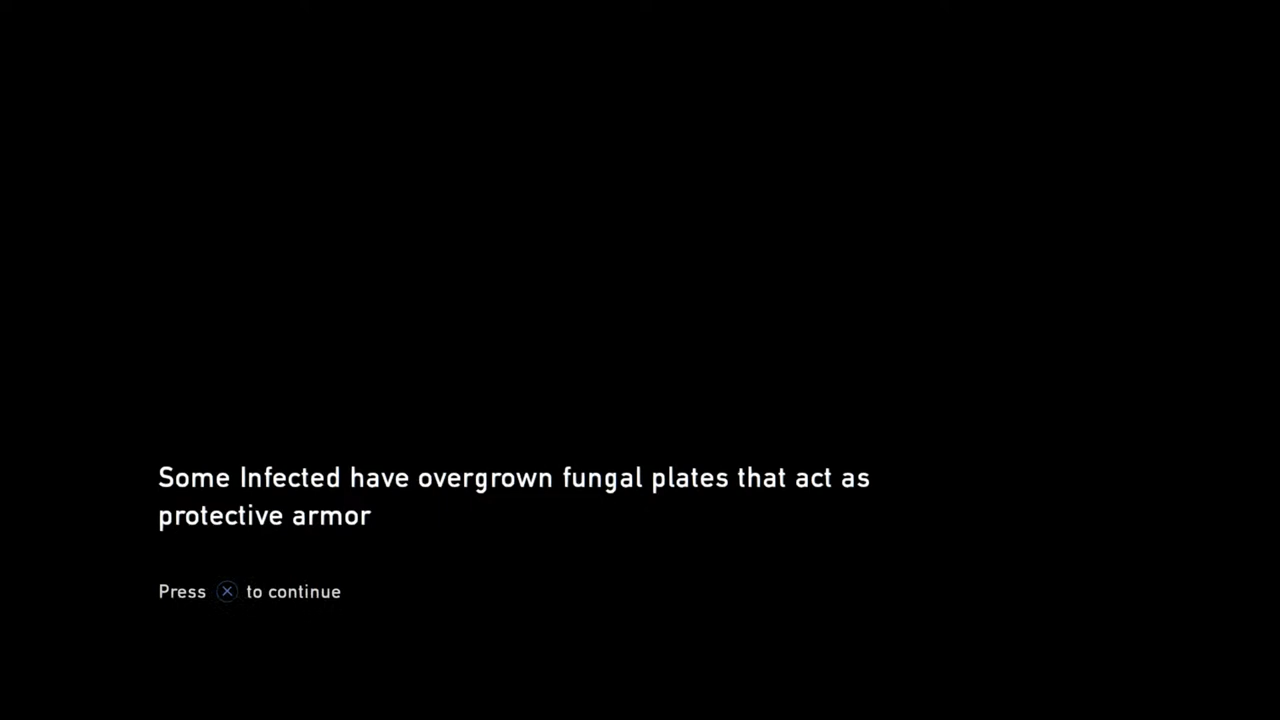 Some Infected have overgrown fungal plates that act as
protective armor
Press ⓧ to continue